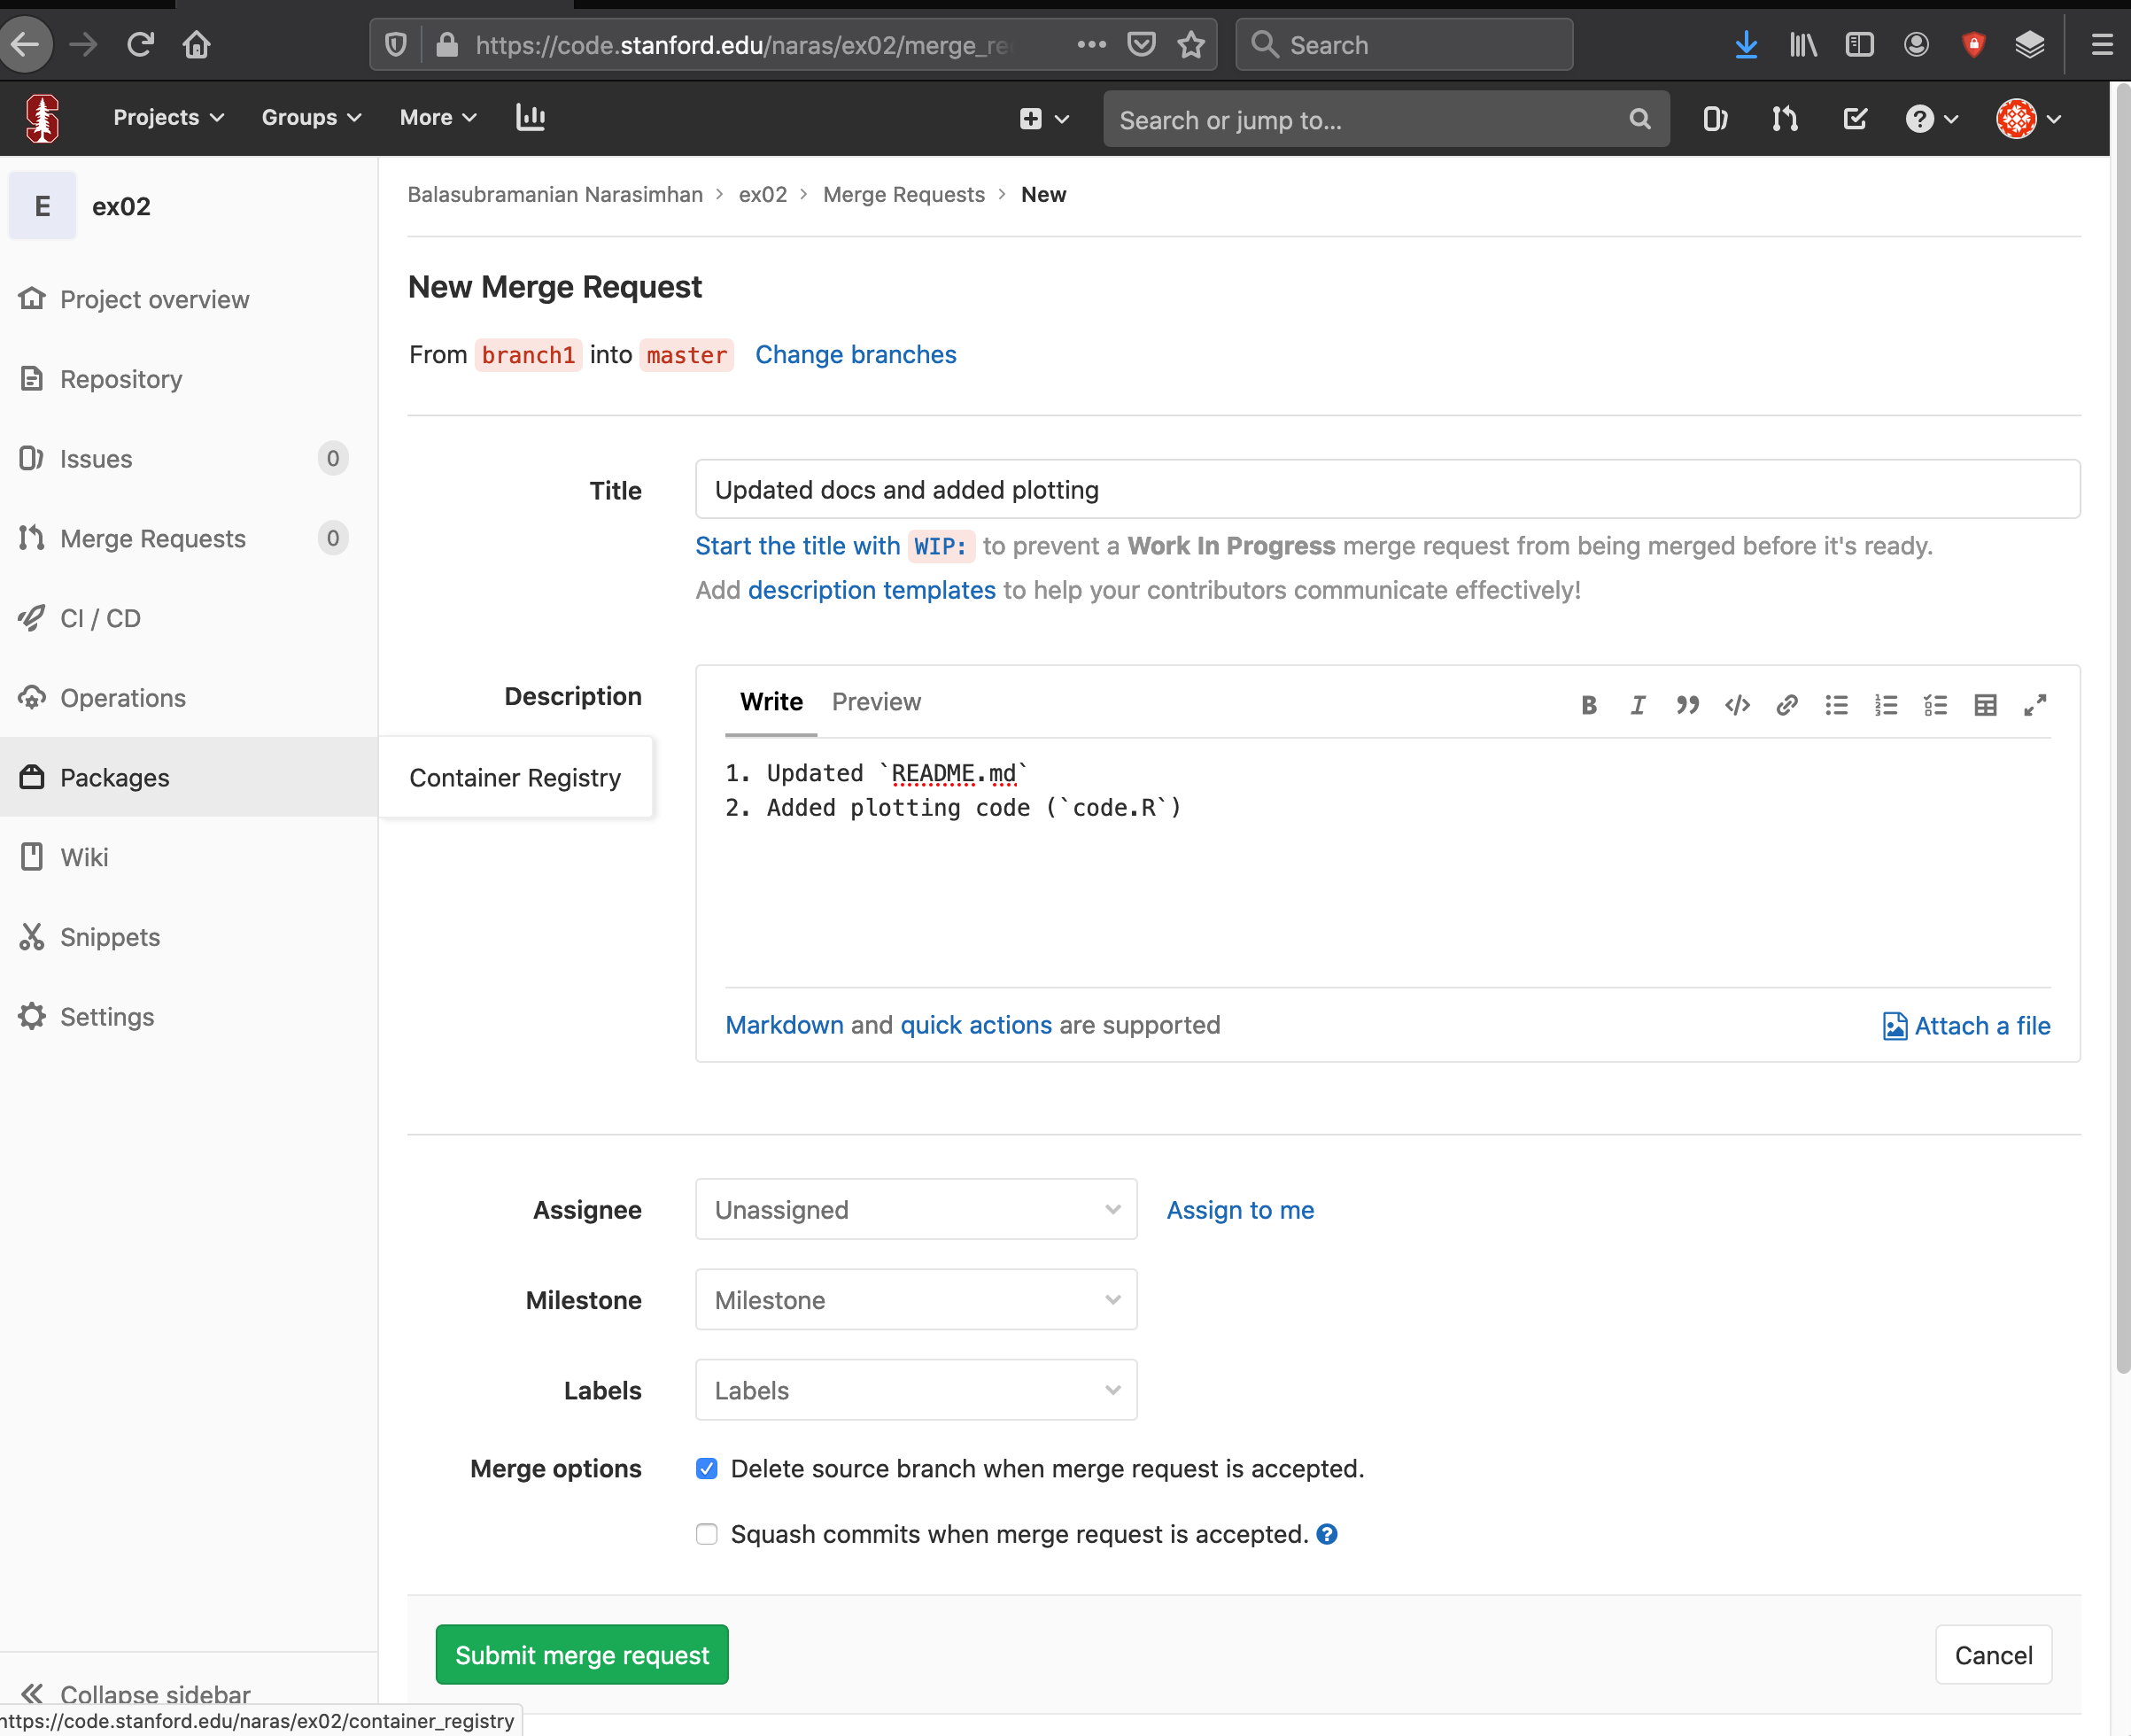 https://code.stanford.edu/naras/ex02/merge_re
Search
Projects
Groups
More
Search or jump to...
E
ex02
Balasubramanian Narasimhan > ex02 > Merge Requests > New
Project overview
Repository
Issues 0
Merge Requests 0
CI / CD
Operations
Packages
Container Registry
Wiki
Snippets
Settings
Collapse sidebar
https://code.stanford.edu/naras/ex02/container_registry
New Merge Request
From branch1 into master Change branches
Title
Updated docs and added plotting
Start the title with WIP: to prevent a Work In Progress merge request from being merged before it's ready.
Add description templates to help your contributors communicate effectively!
Description
Write Preview
1. Updated `README.md`
2. Added plotting code (`code.R`)
Markdown and quick actions are supported
Attach a file
Assignee
Unassigned
Assign to me
Milestone
Milestone
Labels
Labels
Merge options
Delete source branch when merge request is accepted.
Squash commits when merge request is accepted.
Submit merge request
Cancel